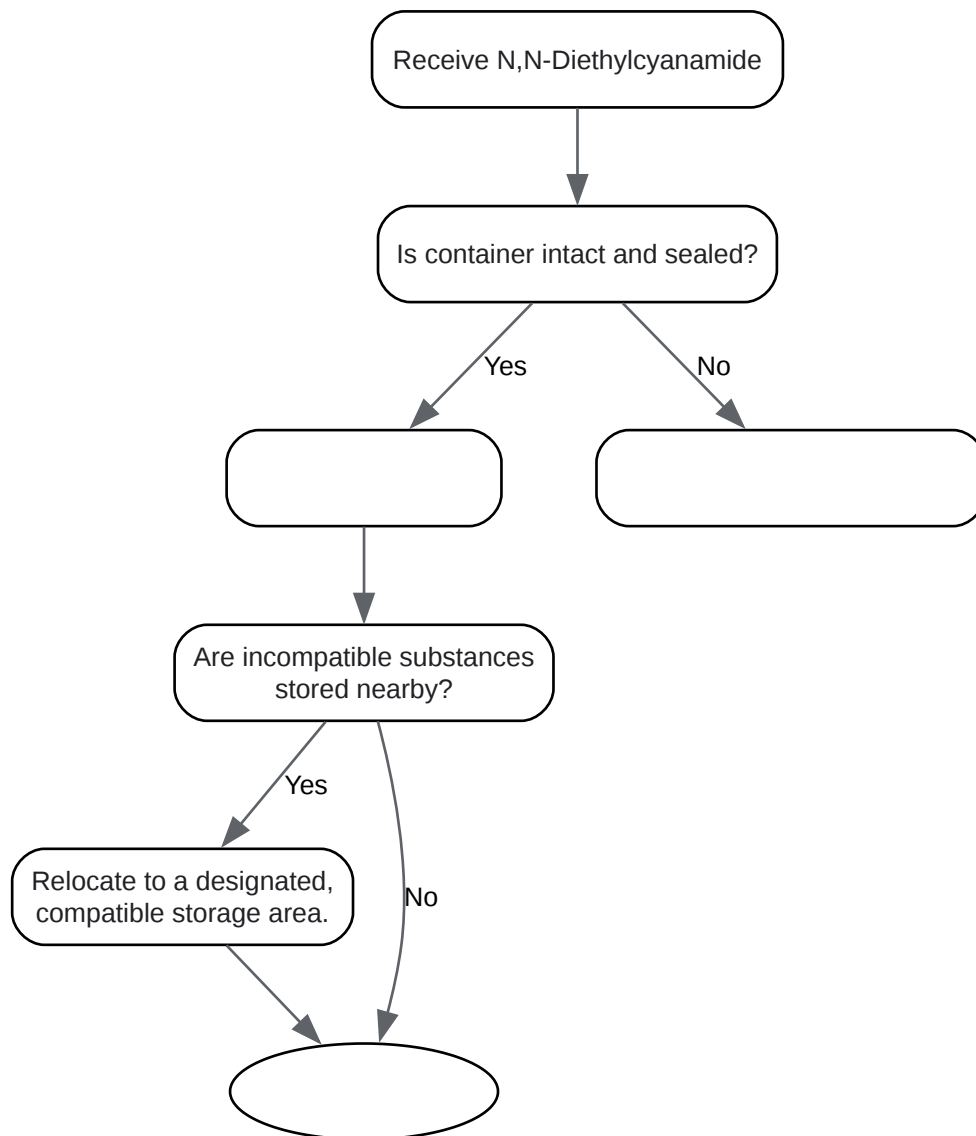 Receive N,N-Diethylcyanamide
Is container intact and sealed?
Yes
No
Are incompatible substances
stored nearby?
Yes
Relocate to a designated,
compatible storage area.
No